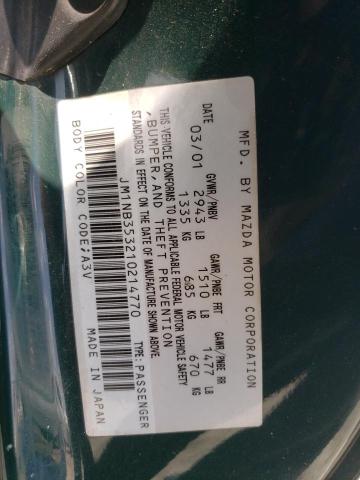 MFD. BY MAZDA MOTOR CORPORATION
DATE GVWR/PNBV GAWR/PNBE FRT GAWR/PNBE RR
03/01 2943 LB 1510 LB 1477 LB
1335 KG 685 KG 670 KG
THIS VEHICLE CONFORMS TO ALL APPLICABLE FEDERAL MOTOR VEHICLE SAFETY
, BUMPER, AND THEFT PREVENTION
STANDARDS IN EFFECT ON THE DATE OF MANUFACTURE SHOWN ABOVE.
JM1NB353210214770 TYPE:PASSENGER
BODY COLOR CODE:A3V MADE IN JAPAN